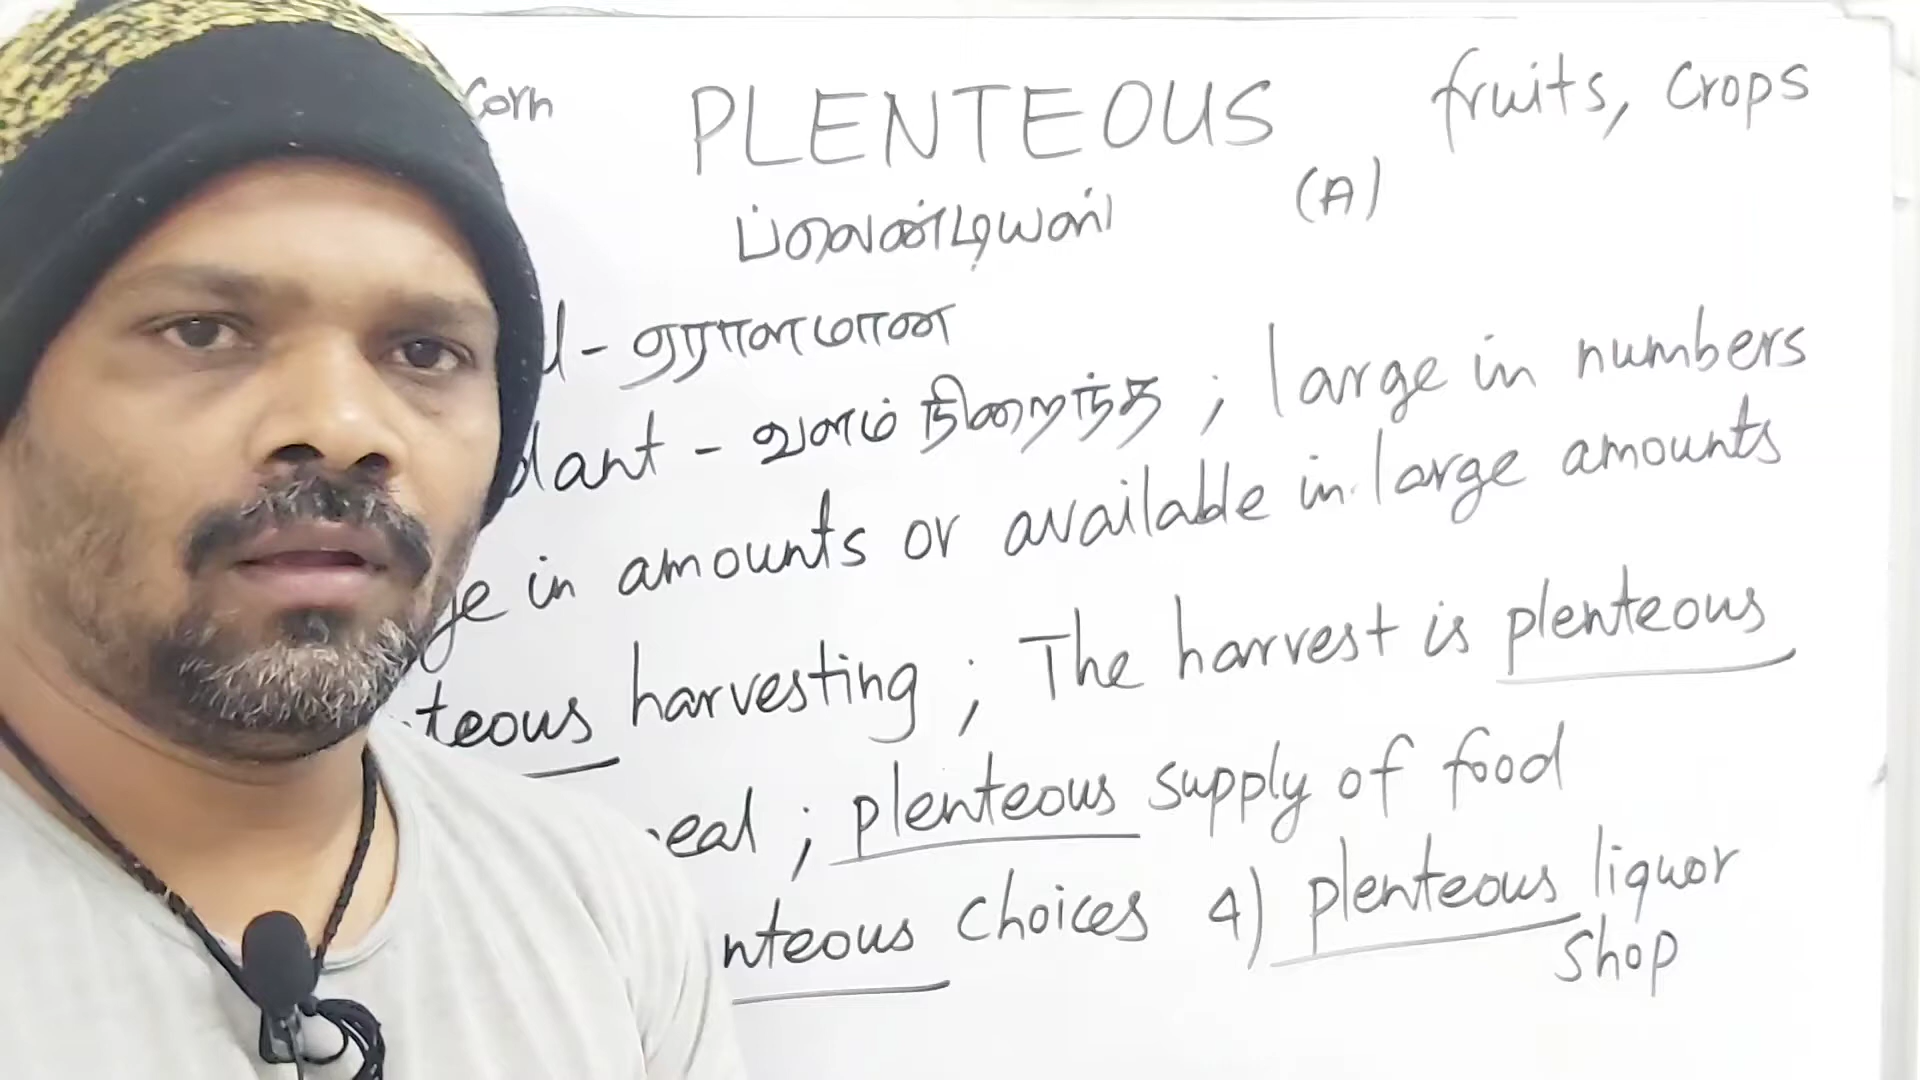 Corn PLENTEOUS fruits, crops
ப்லெண்டியஸ் (A)
- ஏராளமான
dant - வளம் நிறைந்த ; large in numbers
ge in amounts or available in large amounts
teous harvesting ; The harvest is plenteous
eal ; plenteous supply of food
nteous choices 4) plenteous liquor
shop